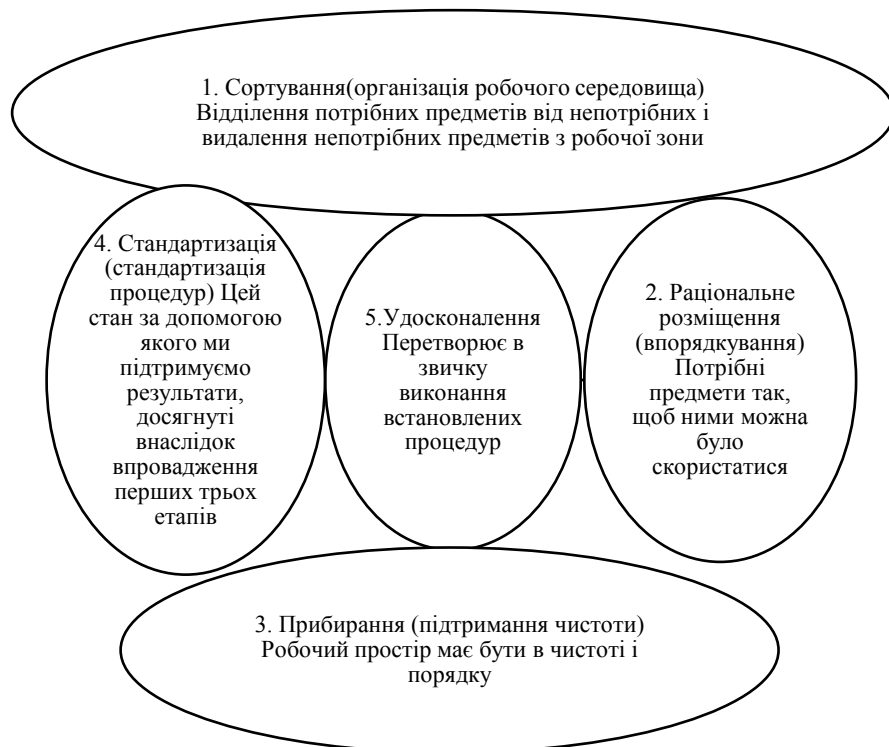 1. Сортування(організація робочого середовища)
Відділення потрібних предметів від непотрібних і
видалення непотрібних предметів з робочої зони
4. Стандартизація
(стандартизація
процедур) Цей
стан за допомогою
якого ми
підтримуємо
результати,
досягнуті
внаслідок
впровадження
перших трьох
етапів
5.Удосконалення
Перетворює в
звичку
виконання
встановлених
процедур
2. Раціональне
розміщення
(впорядкування)
Потрібні
предмети так,
щоб ними можна
було
скористатися
3. Прибирання (підтримання чистоти)
Робочий простір має бути в чистоті і
порядку